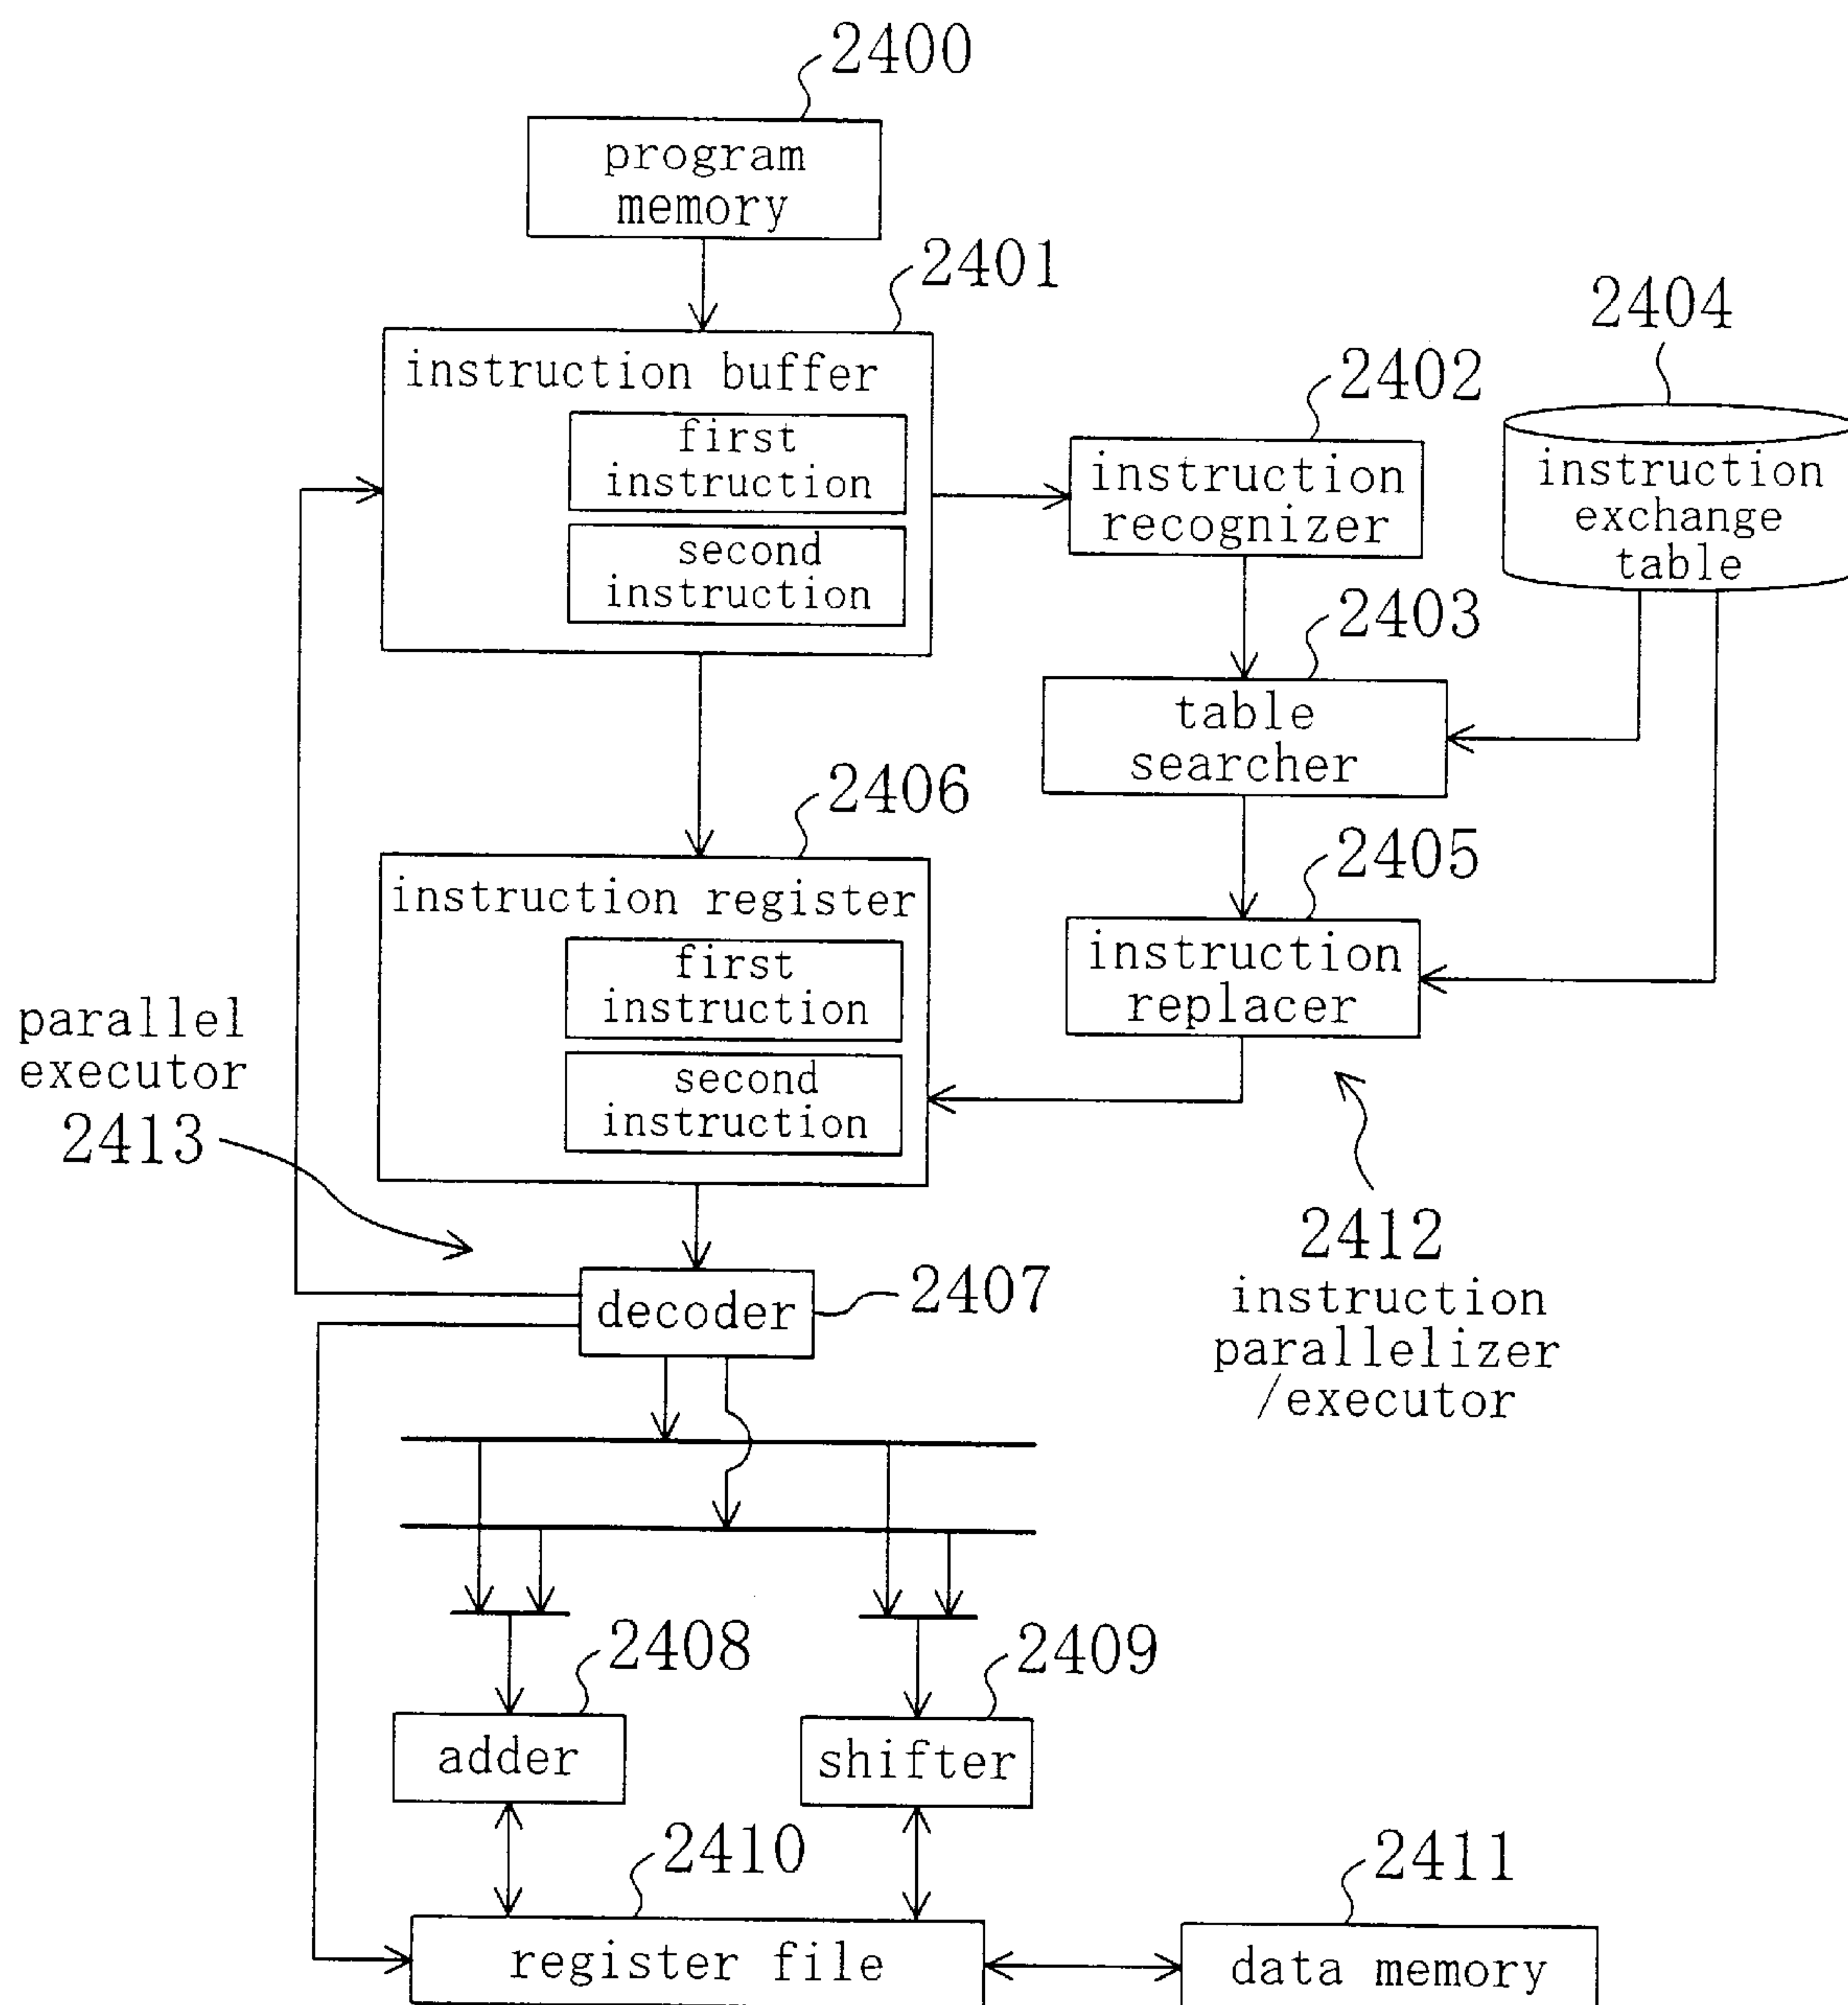 2400
program
memory
2401
instruction buffer
first
instruction
second
instruction
2402
instruction
recognizer
2404
instruction
exchange
table
2403
table
searcher
2406
instruction register
first
instruction
second
instruction
2405
instruction
replacer
parallel
executor
2413
2412
instruction
parallelizer
/executor
decoder
2407
2408
adder
2409
shifter
2410
register file
2411
data memory